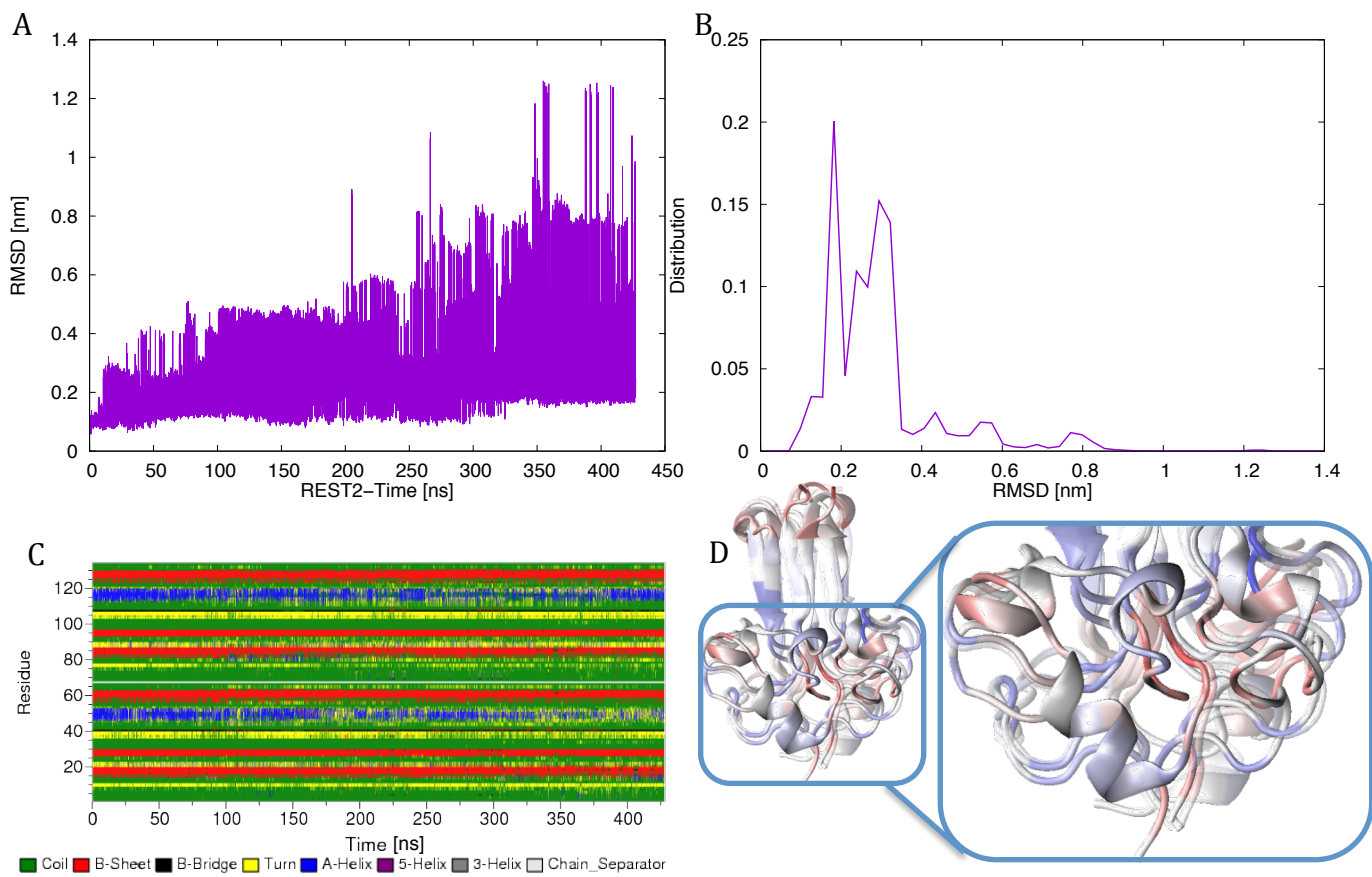 A
1.4
1.2
1
0.8
0.6
0.4
0.2
0
RMSD [nm]
0 50 100 150 200 250 300 350 400 450
REST2-Time [ns]
B
0.25
0.2
0.15
0.1
0.05
0
Distribution
0 0.2 0.4 0.6 0.8 1 1.2 1.4
RMSD [nm]
C
120
100
80
60
40
20
Residue
0 50 100 150 200 250 300 350 400
Time [ns]
Coil B-Sheet B-Bridge Turn A-Helix 5-Helix 3-Helix Chain_Separator
D